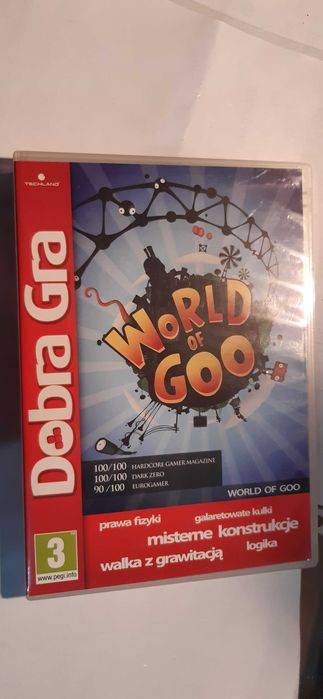 TECHLAND
Dobra Gra
WORLD
OF
GOO
100/100 HARDCORE GAMER MAGAZINE
100/100 DARK ZERO
90/100 EUROGAMER
WORLD OF GOO
prawa fizyki galaretowate kulki
misterne konstrukcje
walka z grawitacją logika
3
www.pegi.info